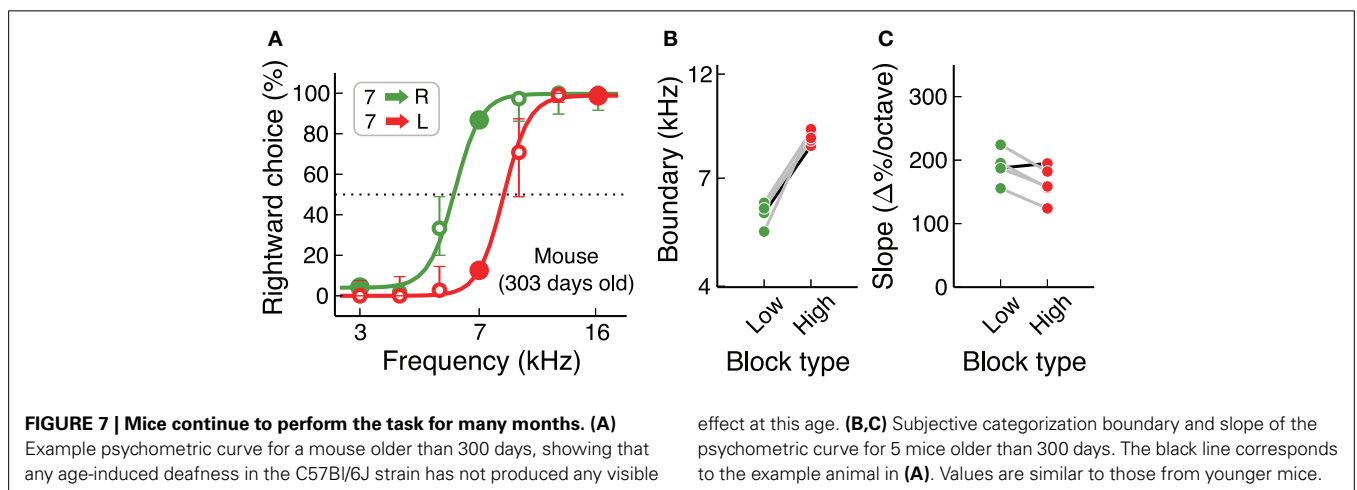 A
Rightward choice (%)
100
80
60
40
20
0
7 → R
7 → L
Mouse
(303 days old)
3
7
16
Frequency (kHz)
B
Boundary (kHz)
12
7
4
Low
High
Block type
C
Slope (Δ%/octave)
300
200
100
0
Low
High
Block type
FIGURE 7 | Mice continue to perform the task for many months. (A)
Example psychometric curve for a mouse older than 300 days, showing that
any age-induced deafness in the C57Bl/6J strain has not produced any visible
effect at this age. (B,C) Subjective categorization boundary and slope of the
psychometric curve for 5 mice older than 300 days. The black line corresponds
to the example animal in (A). Values are similar to those from younger mice.